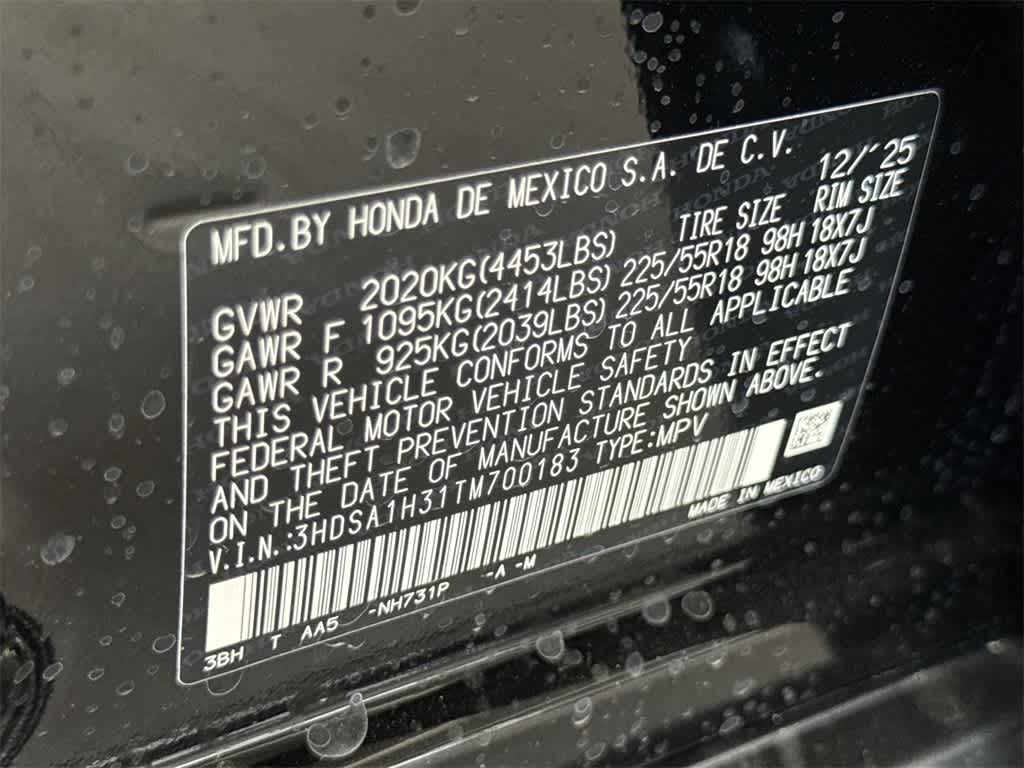 MFD.BY HONDA DE MEXICO S.A. DE C.V. 12/'25
TIRE SIZE RIM SIZE
GVWR 2020KG(4453LBS)
GAWR F 1095KG(2414LBS) 225/55R18 98H 18X7J
GAWR R 925KG(2039LBS) 225/55R18 98H 18X7J
THIS VEHICLE CONFORMS TO ALL APPLICABLE
FEDERAL MOTOR VEHICLE SAFETY
AND THEFT PREVENTION STANDARDS IN EFFECT
ON THE DATE OF MANUFACTURE SHOWN ABOVE.
V.I.N.:3HDSA1H31TM700183 TYPE:MPV
MADE IN MEXICO
3BH T AA5 -NH731P -A -M